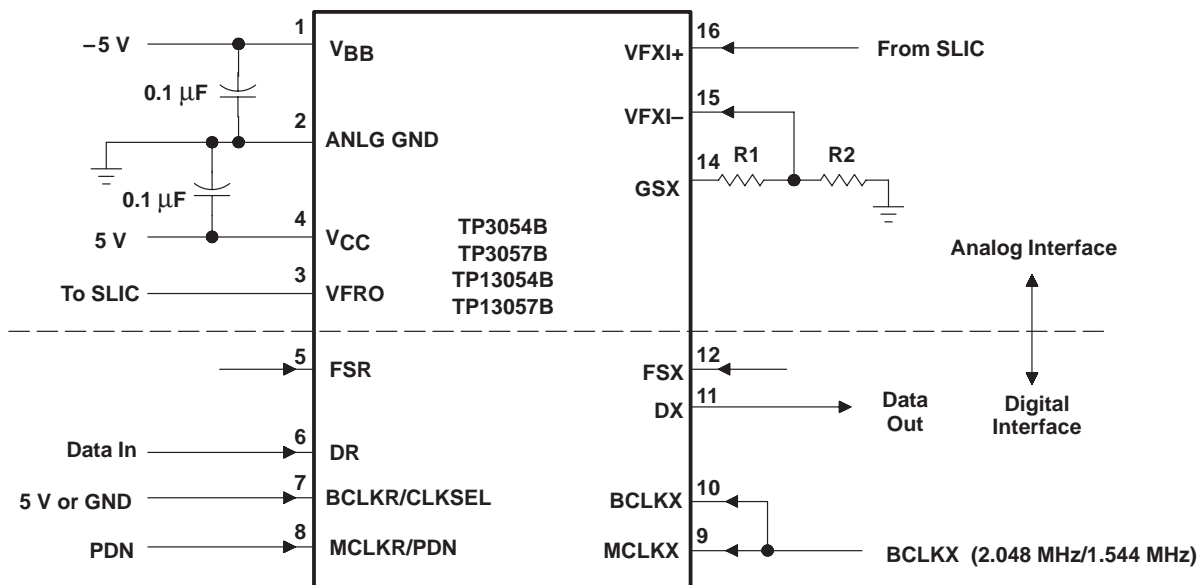 –5 V
1
VBB
0.1 μF
2
ANLG GND
0.1 μF
5 V
4
VCC
To SLIC
3
VFRO
TP3054B
TP3057B
TP13054B
TP13057B
16
VFXI+
From SLIC
15
VFXI–
14
GSX
R1
R2
Analog Interface
5
FSR
12
FSX
11
DX
Data
Out
Digital
Interface
Data In
6
DR
5 V or GND
7
BCLKR/CLKSEL
PDN
8
MCLKR/PDN
10
BCLKX
9
MCLKX
BCLKX (2.048 MHz/1.544 MHz)